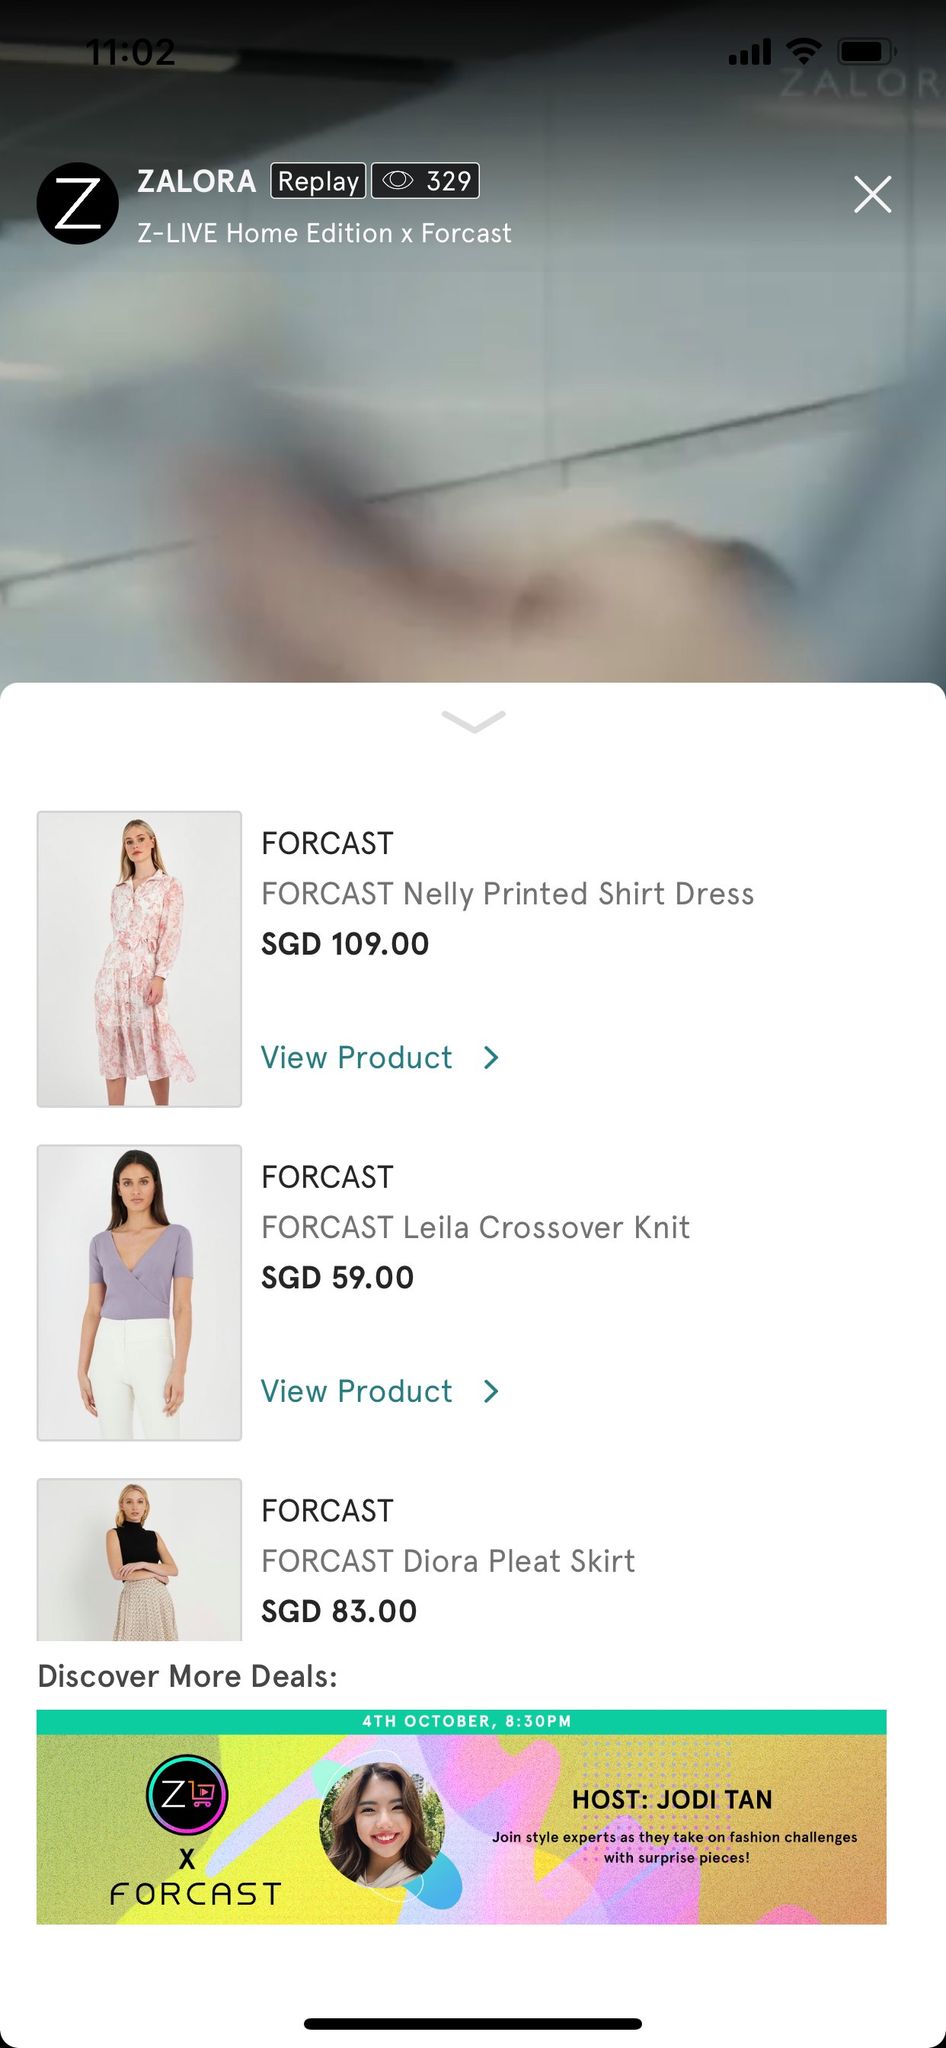 11:02
ZALOR
Z
ZALORA Replay 329
Z-LIVE Home Edition x Forcast
FORCAST
FORCAST Nelly Printed Shirt Dress
SGD 109.00
View Product
FORCAST
FORCAST Leila Crossover Knit
SGD 59.00
View Product
FORCAST
FORCAST Diora Pleat Skirt
SGD 83.00
Discover More Deals:
4TH OCTOBER, 8:30PM
Z
X
FORCAST
HOST: JODI TAN
Join style experts as they take on fashion challenges
with surprise pieces!